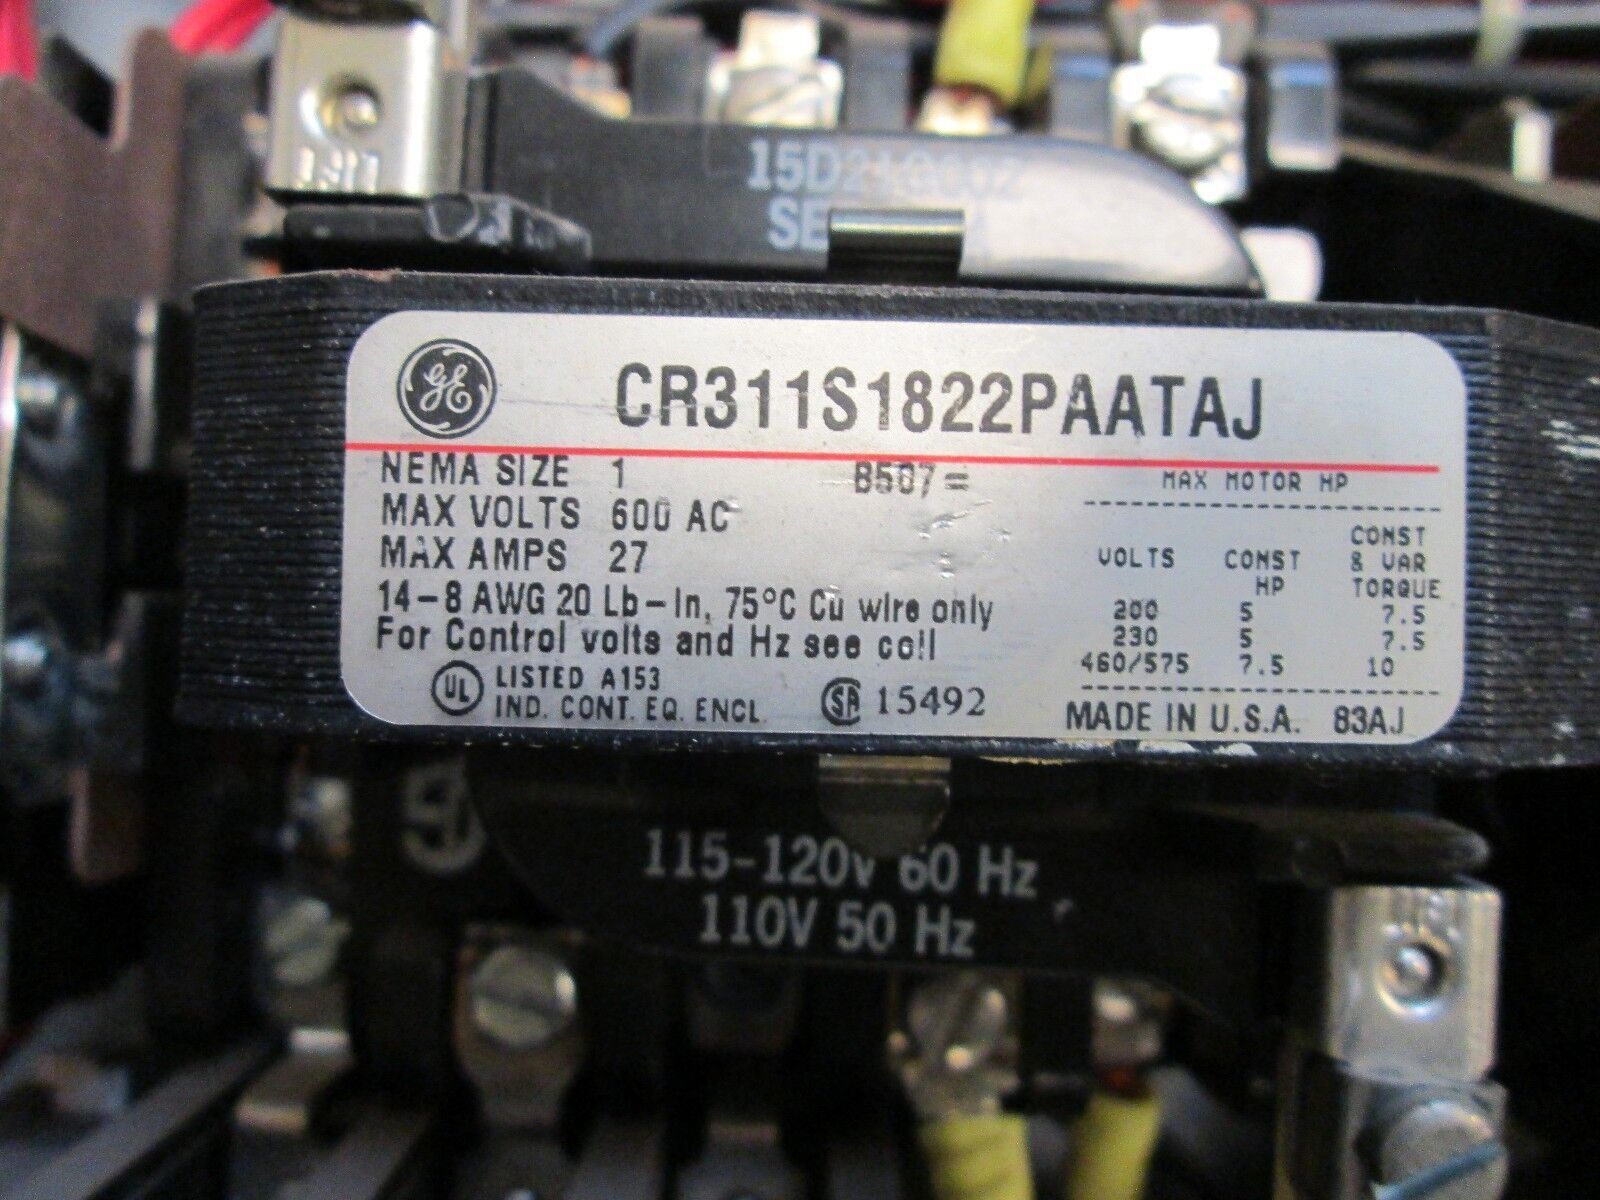 GE CR311S1822PAATAJ
NEMA SIZE 1 B507=
MAX VOLTS 600 AC
MAX AMPS 27
14-8 AWG 20 Lb-In, 75°C Cu wire only
For Control volts and Hz see coil
UL LISTED A153
IND. CONT. EQ. ENCL.
SA 15492
MAX MOTOR HP
VOLTS CONST HP CONST & VAR TORQUE
200 5 7.5
230 5 7.5
460/575 7.5 10
MADE IN U.S.A. 83AJ
115-120V 60 Hz
110V 50 Hz